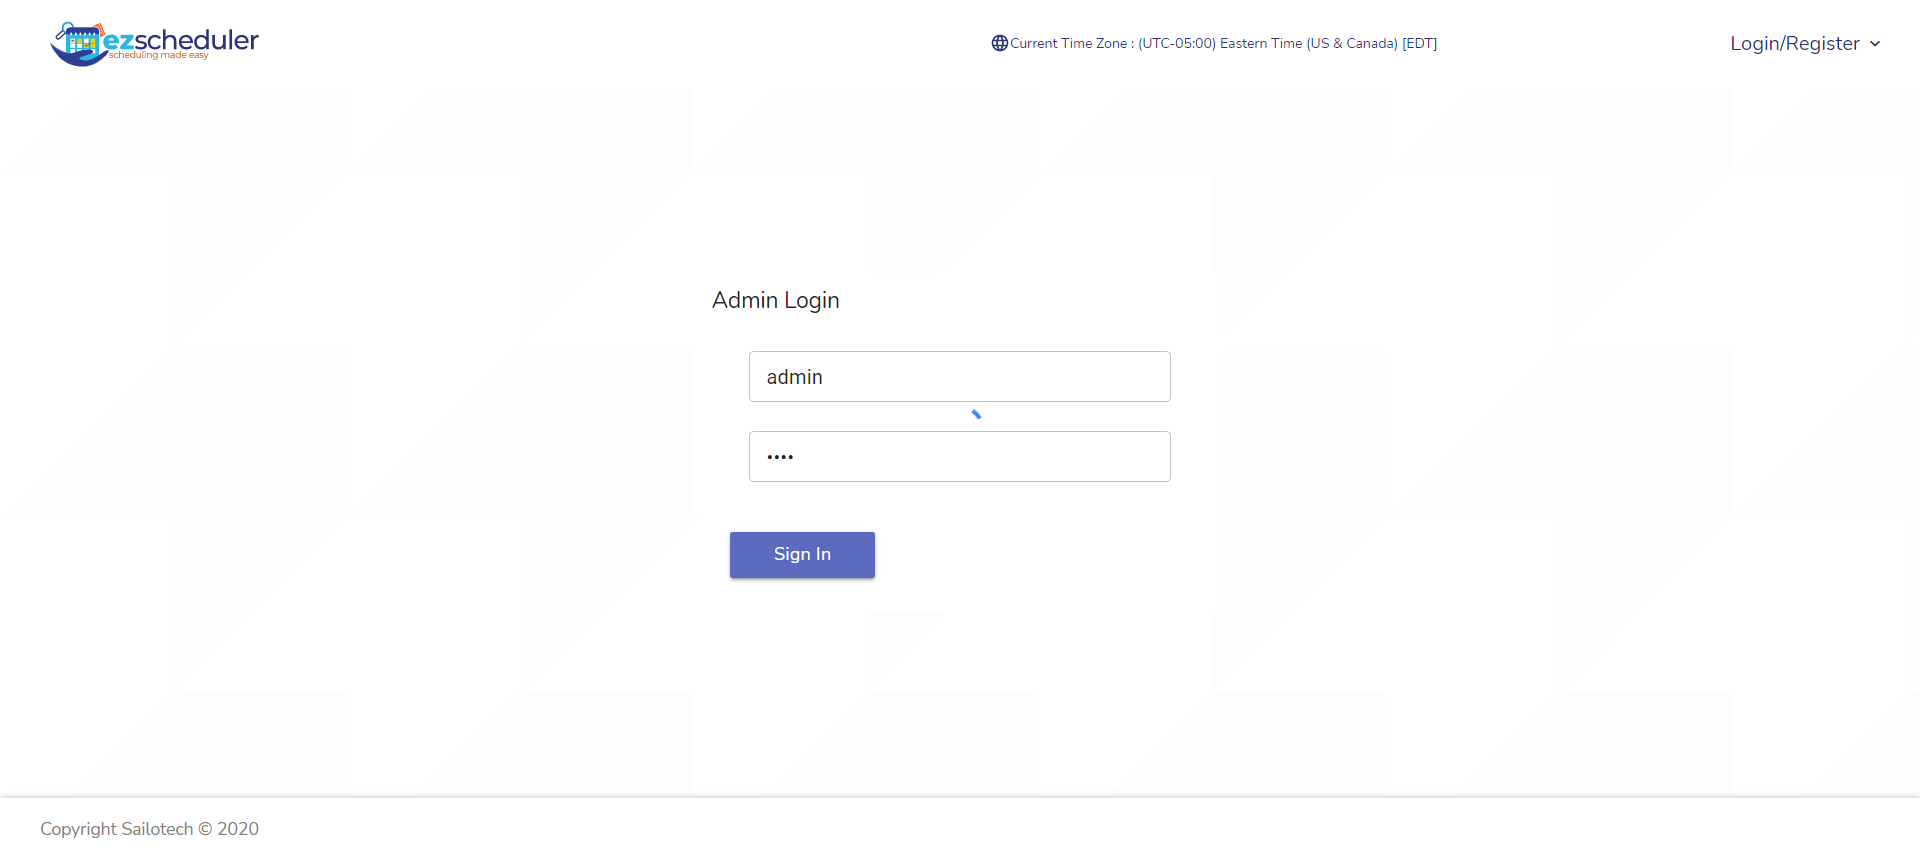 ezscheduler
scheduling made easy
Current Time Zone : (UTC-05:00) Eastern Time (US & Canada) [EDT]
Login/Register
Admin Login
admin
••••
Sign In
Copyright Sailotech © 2020